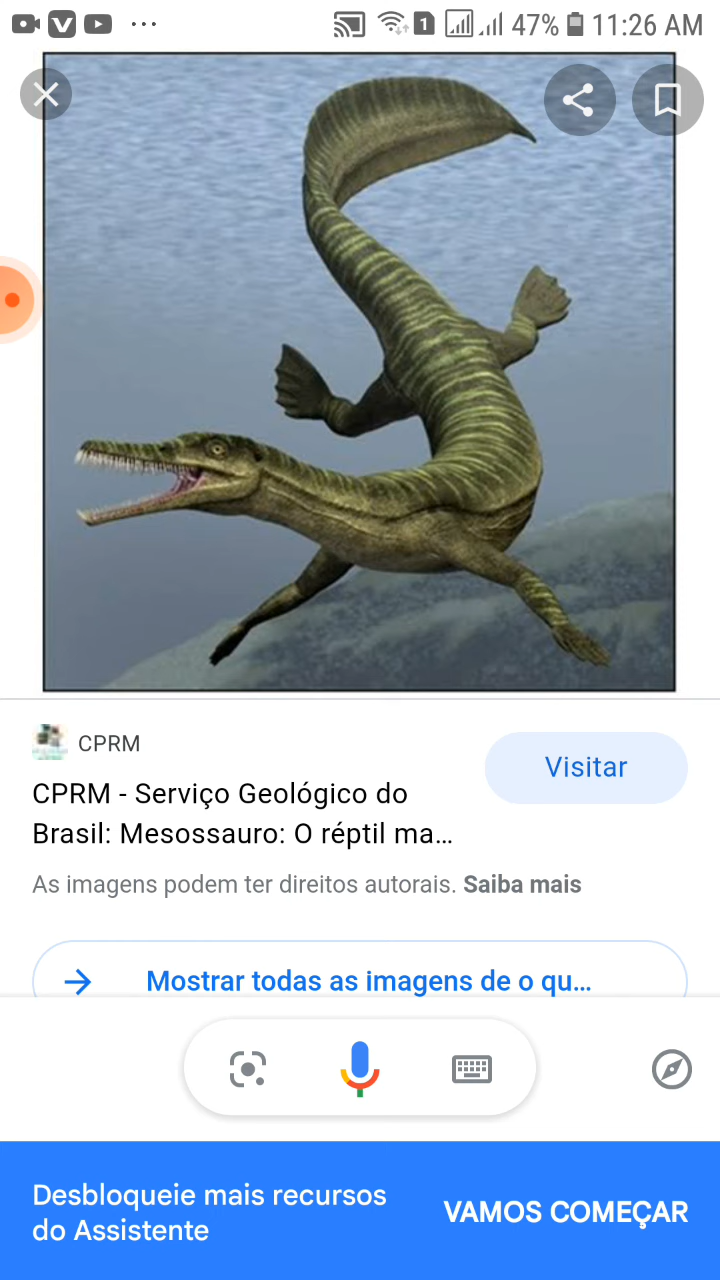 1 47% 11:26 AM
CPRM
Visitar
CPRM - Serviço Geológico do
Brasil: Mesossauro: O réptil ma...
As imagens podem ter direitos autorais. Saiba mais
Mostrar todas as imagens de o qu...
Desbloqueie mais recursos
do Assistente
VAMOS COMEÇAR